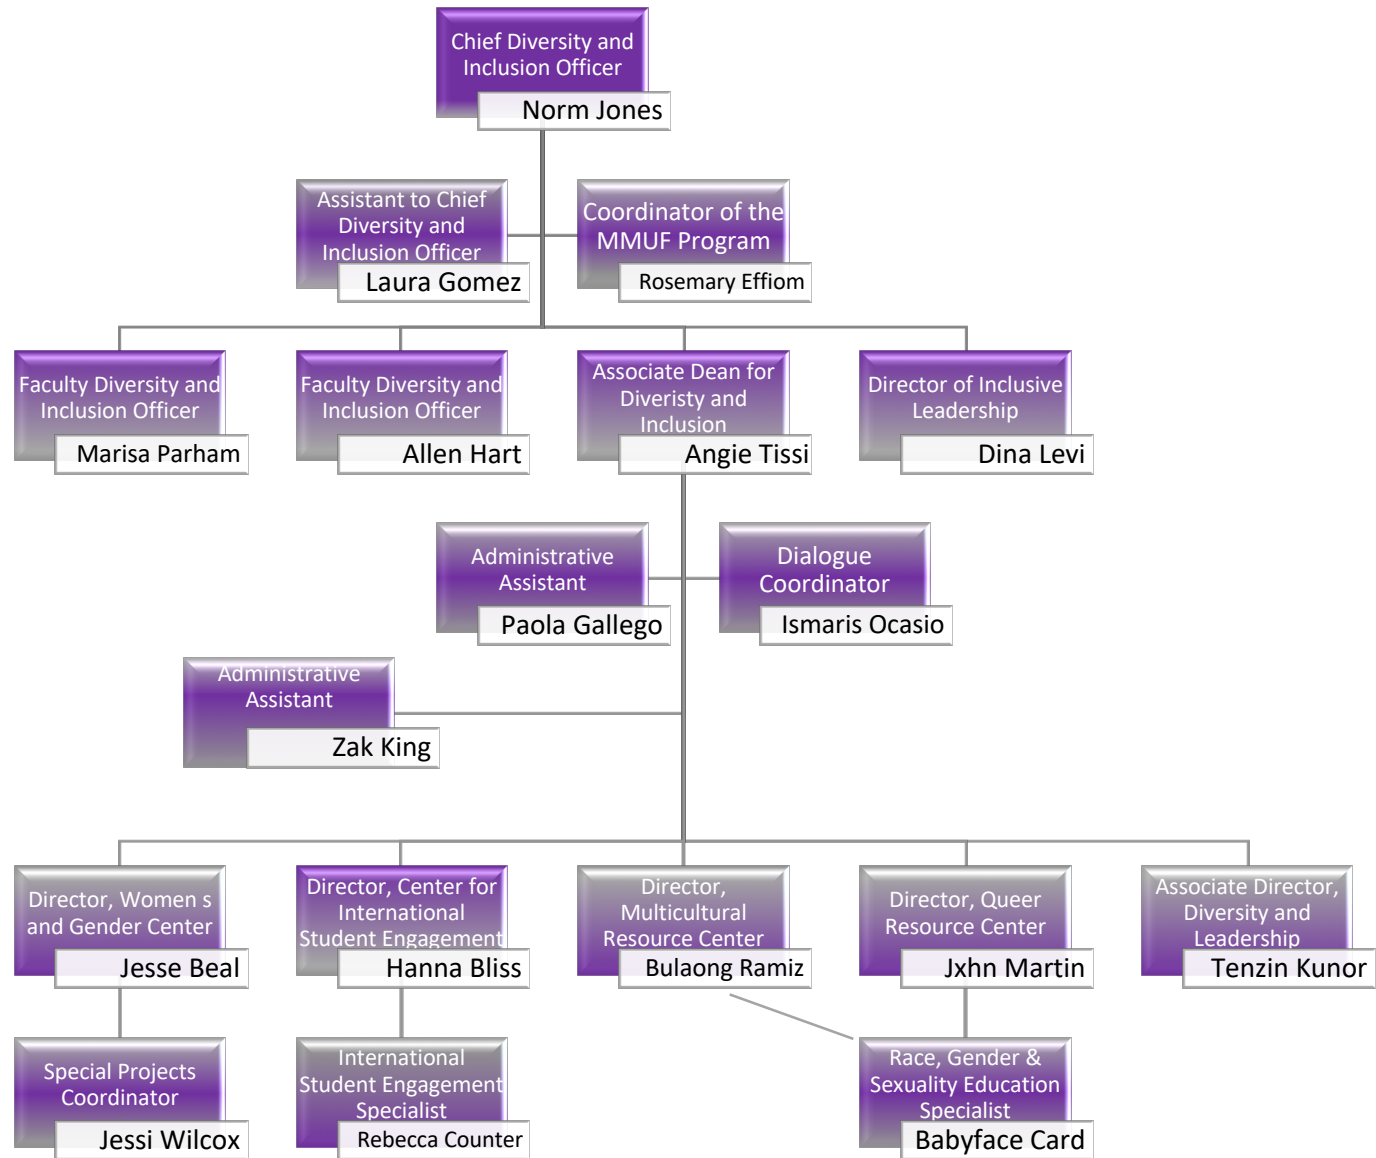 Chief Diversity and
Inclusion Officer
Norm Jones
Assistant to Chief
Diversity and
Inclusion Officer
Laura Gomez
Coordinator of the
MMUF Program
Rosemary Effiom
Faculty Diversity and
Inclusion Officer
Marisa Parham
Faculty Diversity and
Inclusion Officer
Allen Hart
Associate Dean for
Diveristy and
Inclusion
Angie Tissi
Director of Inclusive
Leadership
Dina Levi
Administrative
Assistant
Paola Gallego
Dialogue
Coordinator
Ismaris Ocasio
Administrative
Assistant
Zak King
Director, Women s
and Gender Center
Jesse Beal
Director, Center for
International
Student Engagement
Hanna Bliss
Director,
Multicultural
Resource Center
Bulaong Ramiz
Director, Queer
Resource Center
Jxhn Martin
Associate Director,
Diversity and
Leadership
Tenzin Kunor
Special Projects
Coordinator
Jessi Wilcox
International
Student Engagement
Specialist
Rebecca Counter
Race, Gender &
Sexuality Education
Specialist
Babyface Card